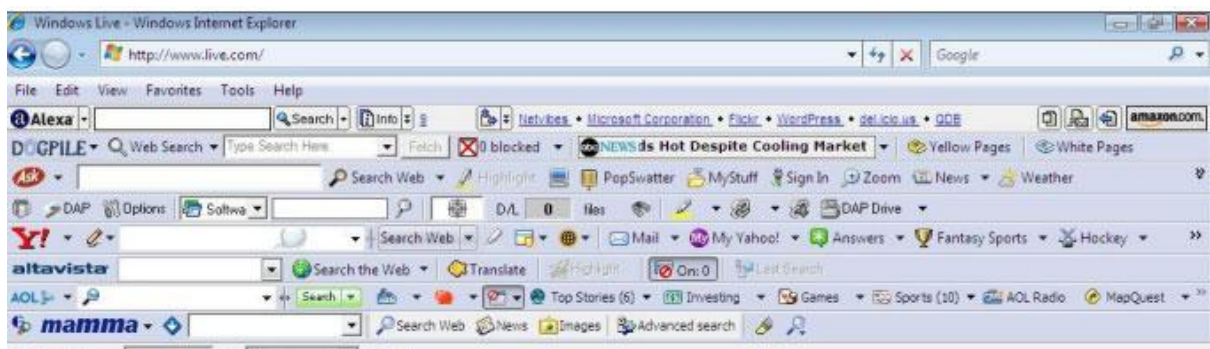 Windows Live - Windows Internet Explorer
http://www.live.com/ Google
File Edit View Favorites Tools Help
Alexa Search Info Netvibes • Microsoft Corporation • Flickr • WordPress • del.icio.us • QDB amazon.com.
DOGPILE Web Search Type Search Here Fetch 0 blocked abc NEWS ds Hot Despite Cooling Market Yellow Pages White Pages
Ask Search Web Highlight PopSwatter MyStuff Sign In Zoom News Weather
DAP Options Softwa D/L 0 files DAP Drive
Y! Search Web Mail My Yahoo! Answers Fantasy Sports Hockey
altavista Search the Web Translate Highlight On: 0 Last Search
AOL Search Top Stories (6) Investing Games Sports (10) AOL Radio MapQuest
mamma Search Web News Images Advanced search